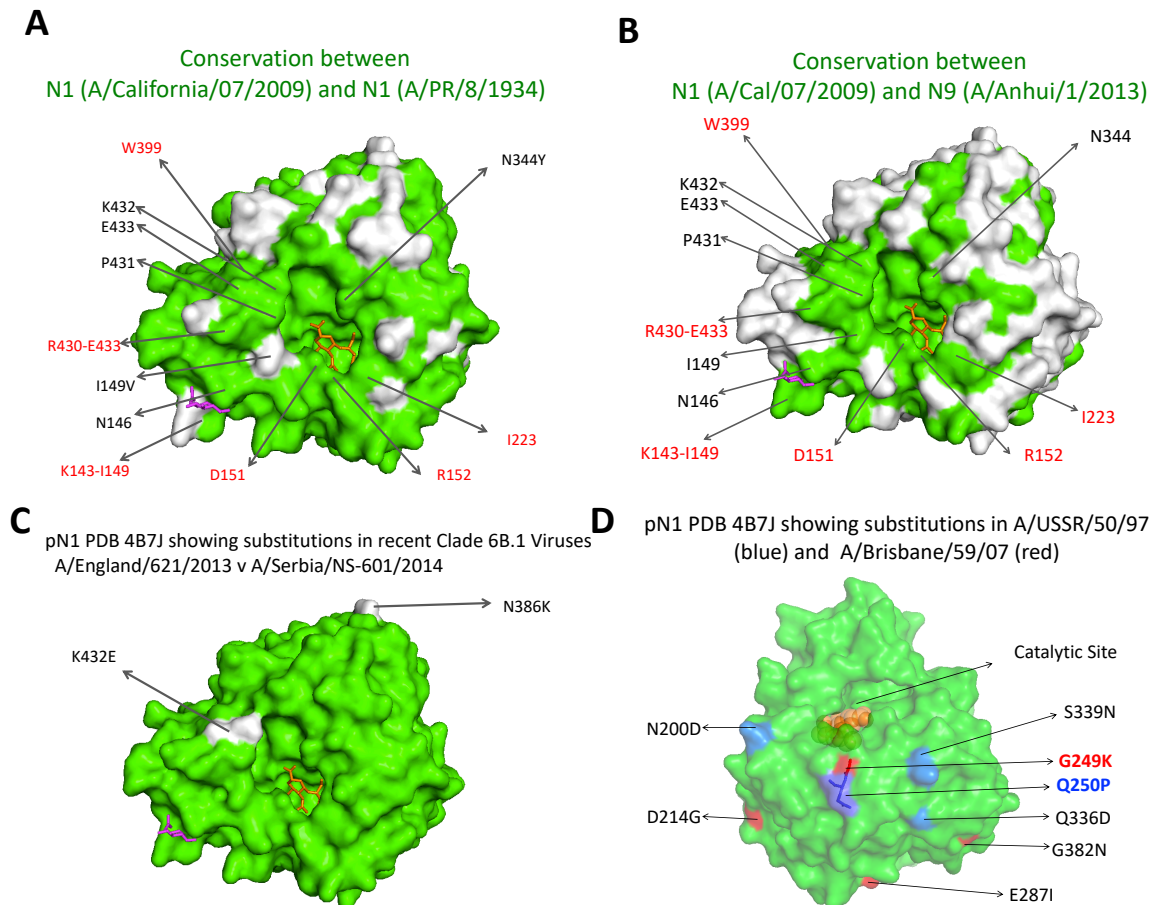 A
Conservation between
N1 (A/California/07/2009) and N1 (A/PR/8/1934)
W399
N344Y
K432
E433
P431
R430-E433
I149V
N146
K143-I149
D151
R152
I223
B
Conservation between
N1 (A/Cal/07/2009) and N9 (A/Anhui/1/2013)
W399
N344
K432
E433
P431
R430-E433
I149
N146
K143-I149
D151
R152
I223
C
pN1 PDB 4B7J showing substitutions in recent Clade 6B.1 Viruses
A/England/621/2013 v A/Serbia/NS-601/2014
N386K
K432E
D
pN1 PDB 4B7J showing substitutions in A/USSR/50/97
(blue) and A/Brisbane/59/07 (red)
Catalytic Site
N200D
S339N
G249K
Q250P
D214G
Q336D
G382N
E287I